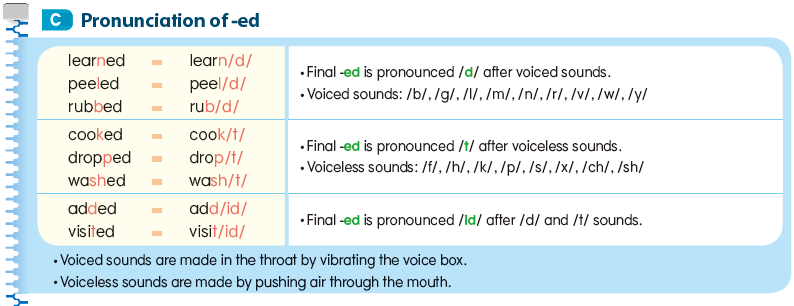 C Pronunciation of -ed
learned = learn/d/
peeled = peel/d/
rubbed = rub/d/
• Final -ed is pronounced /d/ after voiced sounds.
• Voiced sounds: /b/, /g/, /l/, /m/, /n/, /r/, /v/, /w/, /y/
cooked = cook/t/
dropped = drop/t/
washed = wash/t/
• Final -ed is pronounced /t/ after voiceless sounds.
• Voiceless sounds: /f/, /h/, /k/, /p/, /s/, /x/, /ch/, /sh/
added = add/id/
visited = visit/id/
• Final -ed is pronounced /id/ after /d/ and /t/ sounds.
• Voiced sounds are made in the throat by vibrating the voice box.
• Voiceless sounds are made by pushing air through the mouth.